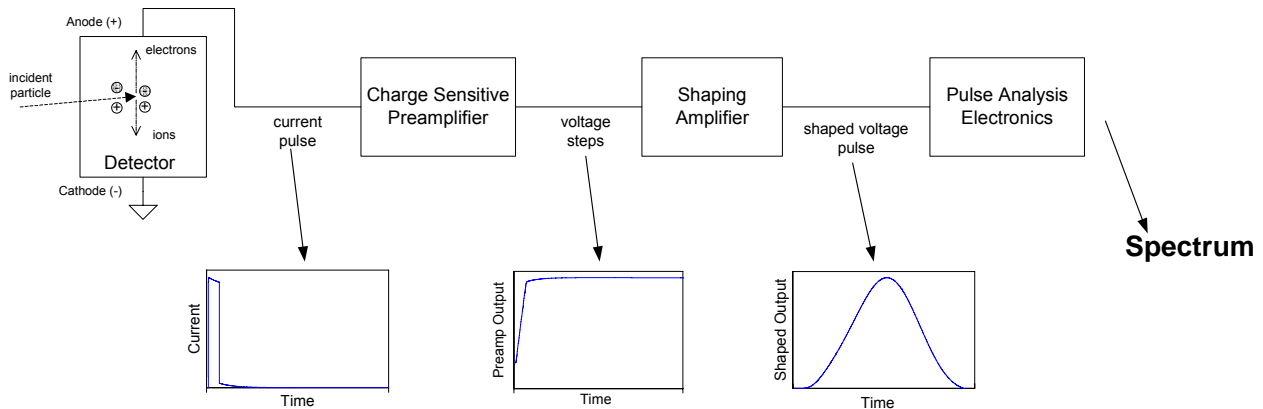 Anode (+)
electrons
incident
particle
ions
Detector
Cathode (-)
current
pulse
Charge Sensitive
Preamplifier
voltage
steps
Shaping
Amplifier
shaped voltage
pulse
Pulse Analysis
Electronics
Spectrum
Current
Time
Preamp Output
Time
Shaped Output
Time